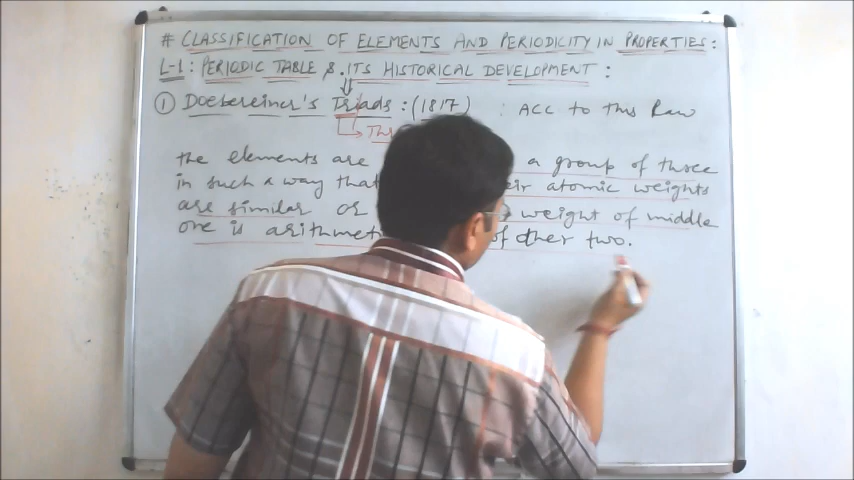 # CLASSIFICATION OF ELEMENTS AND PERIODICITY IN PROPERTIES :
L-1 : PERIODIC TABLE & ITS HISTORICAL DEVELOPMENT :
① Doebereiner's Triads : (1817) : ACC to this Raw
the elements are a group of three
in such a way that atomic weights
are similar or weight of middle
one is of other two.